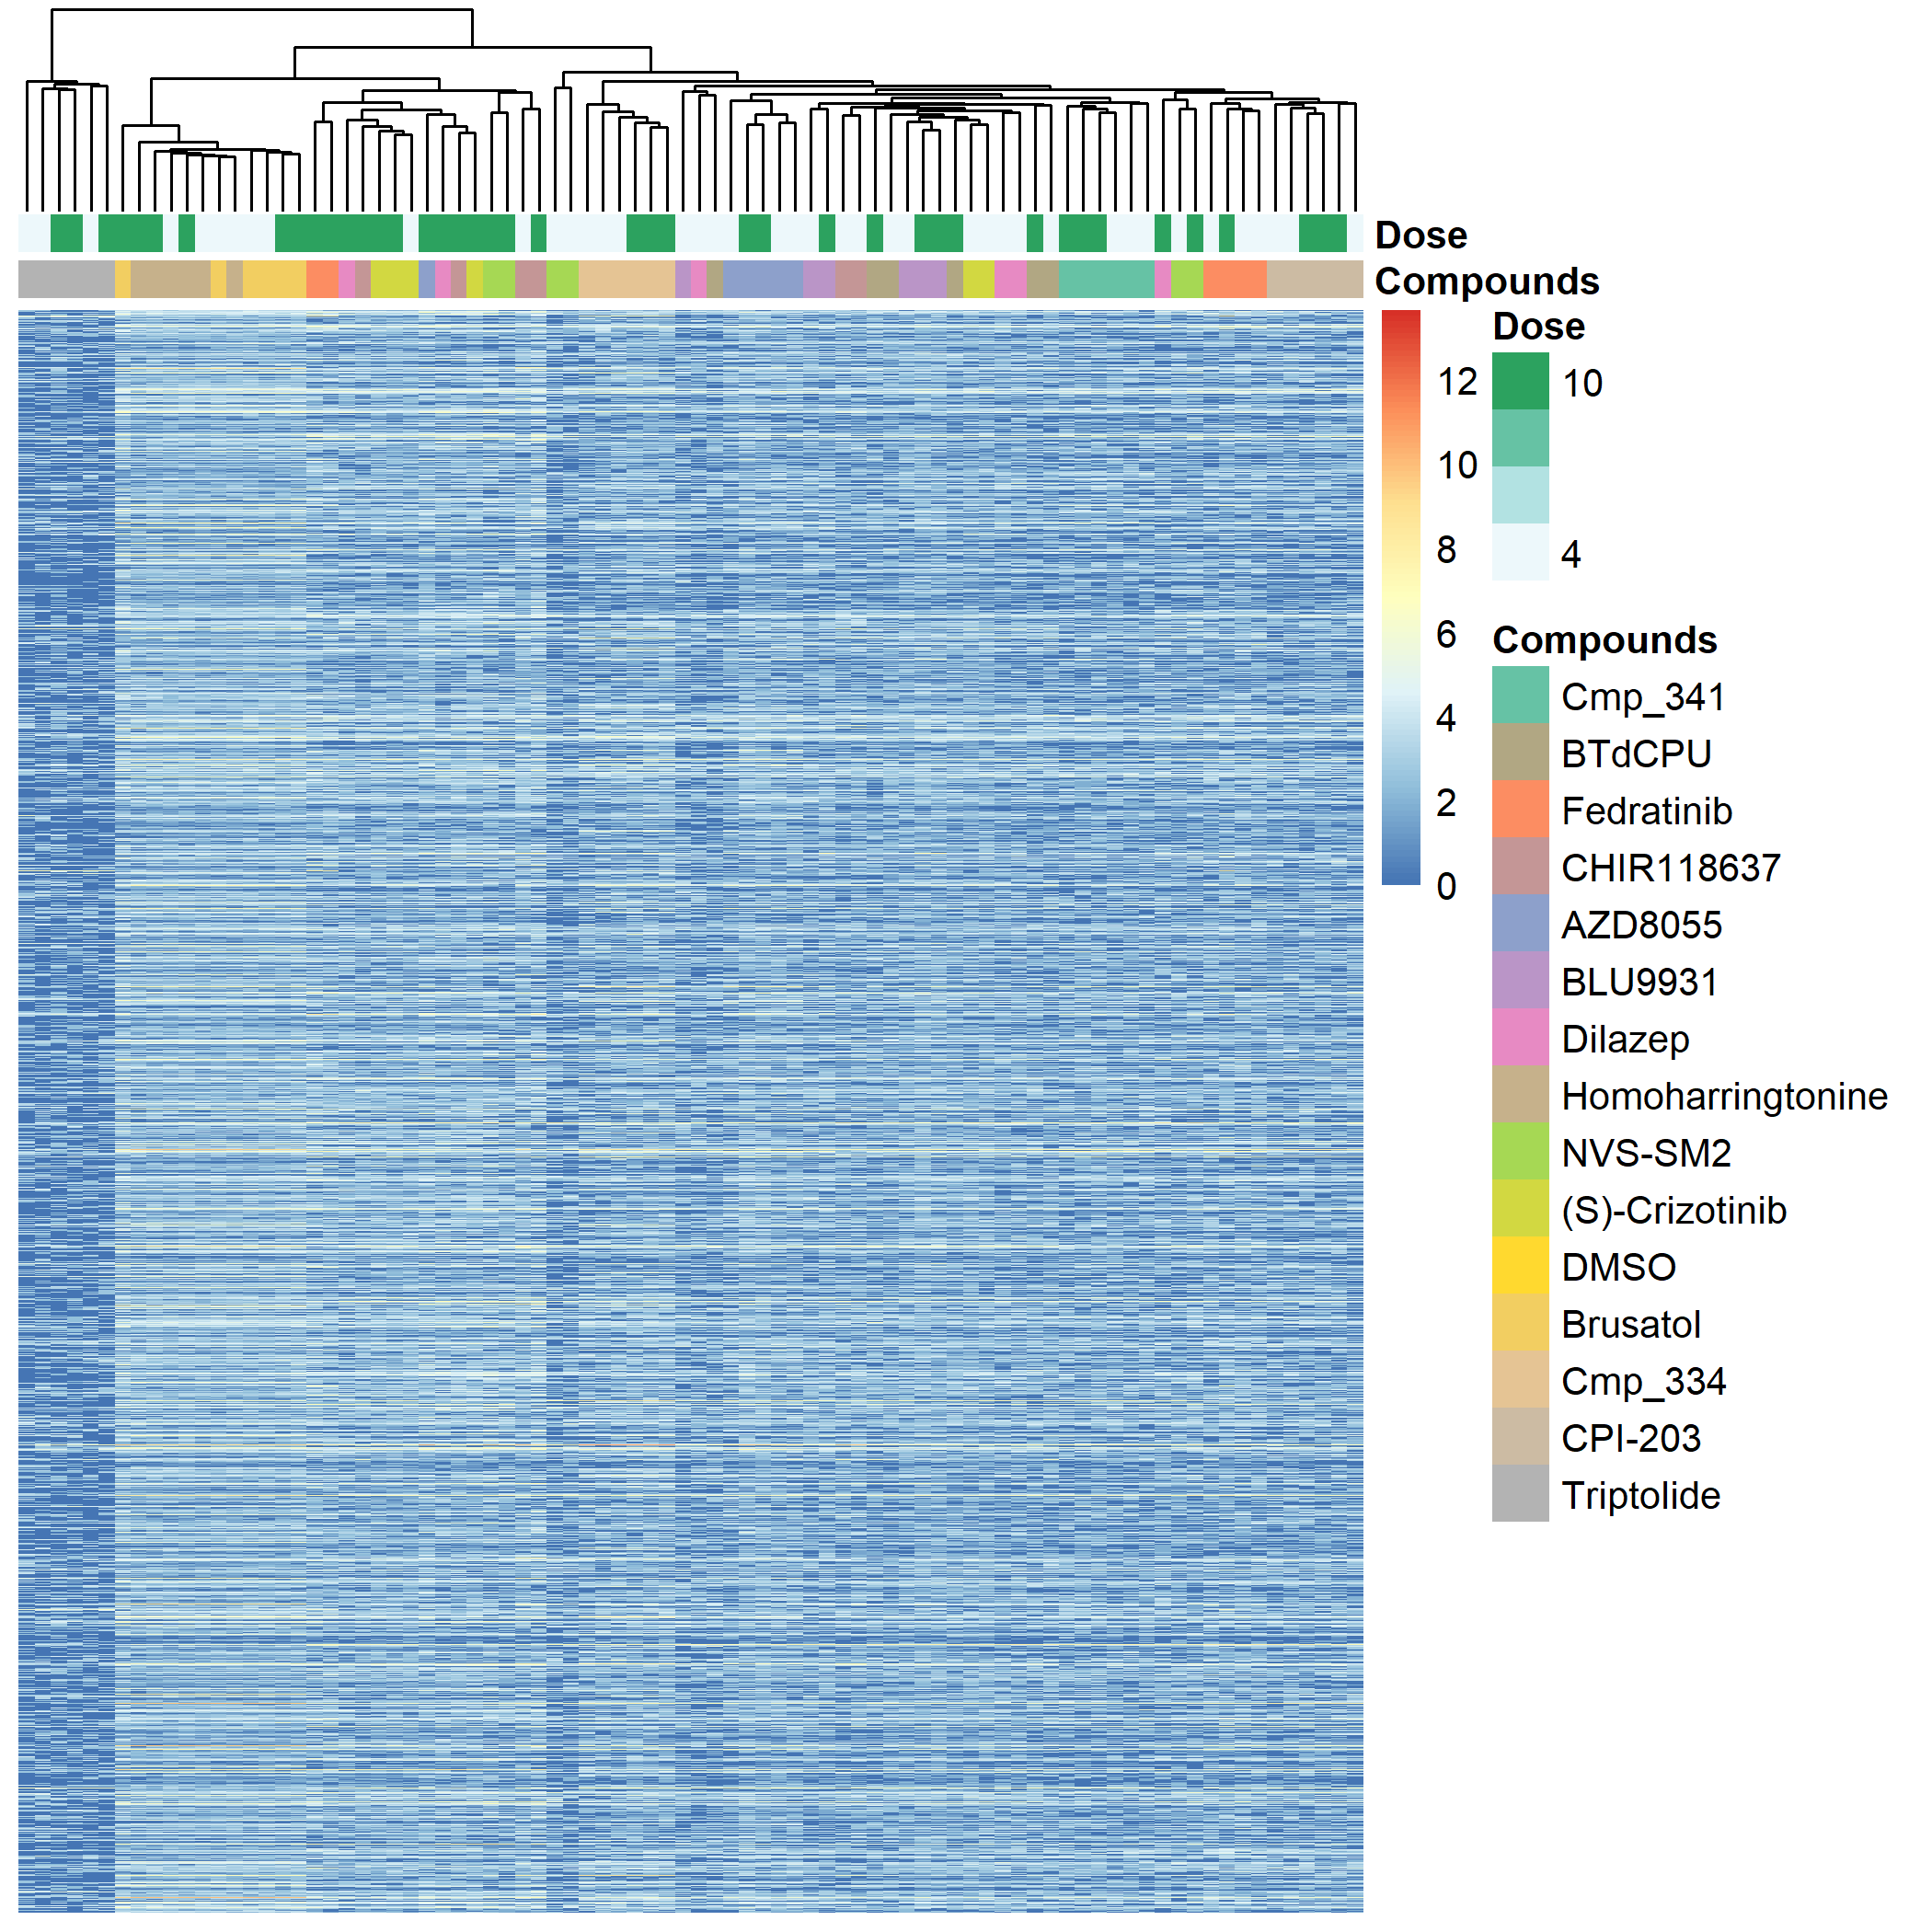 Dose
Compounds
12
10
8
6
4
2
0
Dose
10
4
Compounds
Cmp_341
BTdCPU
Fedratinib
CHIR118637
AZD8055
BLU9931
Dilazep
Homoharringtonine
NVS-SM2
(S)-Crizotinib
DMSO
Brusatol
Cmp_334
CPI-203
Triptolide